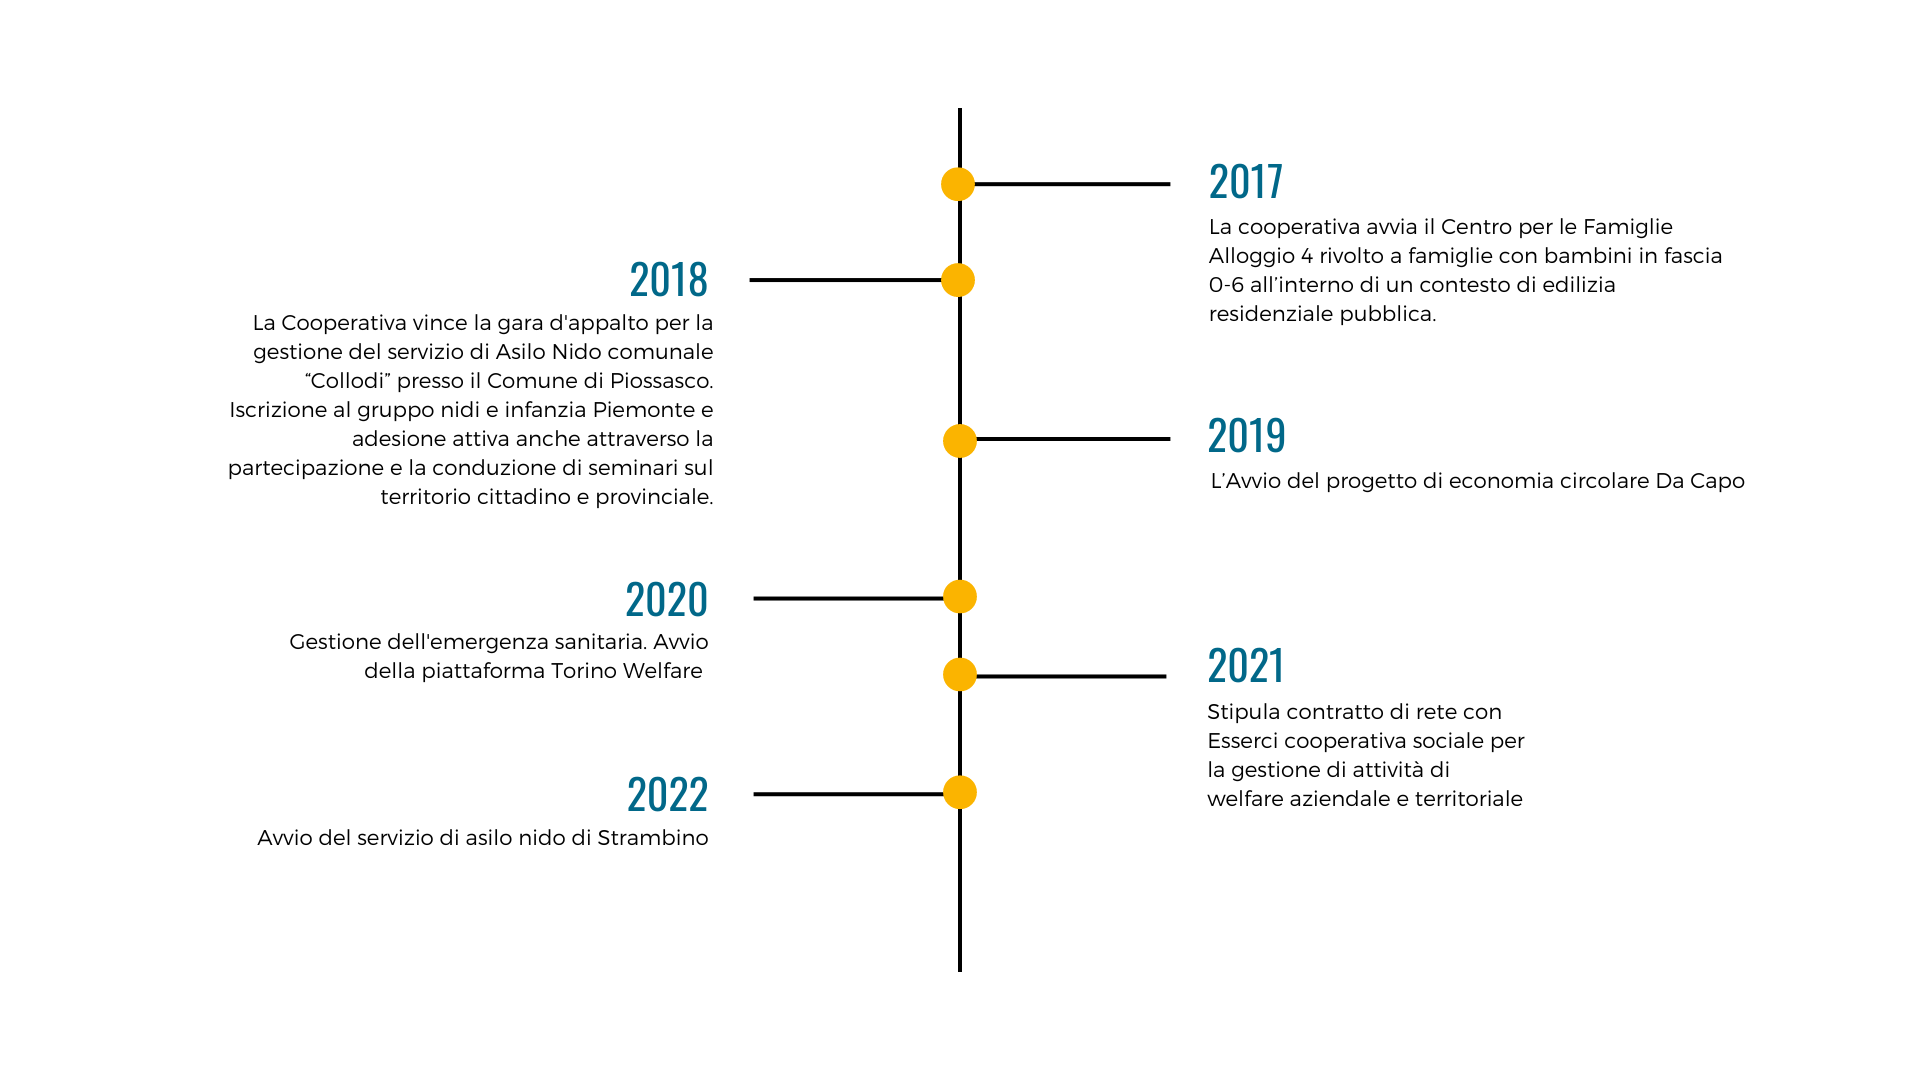 2017
La cooperativa avvia il Centro per le Famiglie
Alloggio 4 rivolto a famiglie con bambini in fascia
0-6 all’interno di un contesto di edilizia
residenziale pubblica.
2018
La Cooperativa vince la gara d'appalto per la
gestione del servizio di Asilo Nido comunale
“Collodi” presso il Comune di Piossasco.
Iscrizione al gruppo nidi e infanzia Piemonte e
adesione attiva anche attraverso la
partecipazione e la conduzione di seminari sul
territorio cittadino e provinciale.
2019
L’Avvio del progetto di economia circolare Da Capo
2020
Gestione dell'emergenza sanitaria. Avvio
della piattaforma Torino Welfare
2021
Stipula contratto di rete con
Esserci cooperativa sociale per
la gestione di attività di
welfare aziendale e territoriale
2022
Avvio del servizio di asilo nido di Strambino